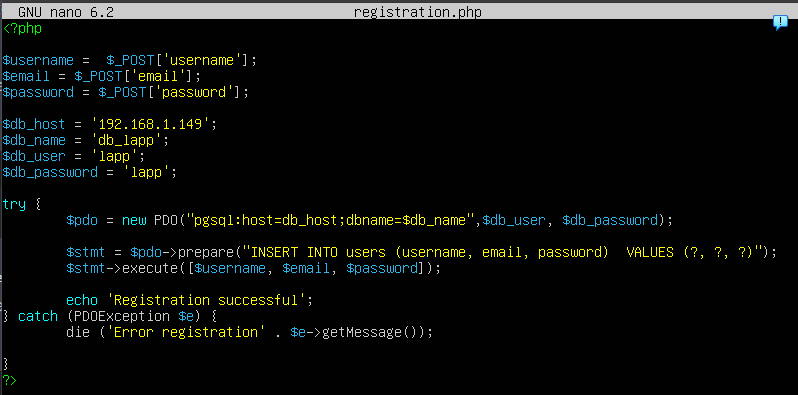 GNU nano 6.2 registration.php
<?php
$username =  $_POST['username'];
$email = $_POST['email'];
$password = $_POST['password'];
$db_host = '192.168.1.149';
$db_name = 'db_lapp';
$db_user = 'lapp';
$db_password = 'lapp';
try {
$pdo = new PDO("pgsql:host=db_host;dbname=$db_name",$db_user, $db_password);
$stmt = $pdo->prepare("INSERT INTO users (username, email, password)  VALUES (?, ?, ?)");
$stmt->execute([$username, $email, $password]);
echo 'Registration successful';
} catch (PDOException $e) {
die ('Error registration' . $e->getMessage());
}
?>